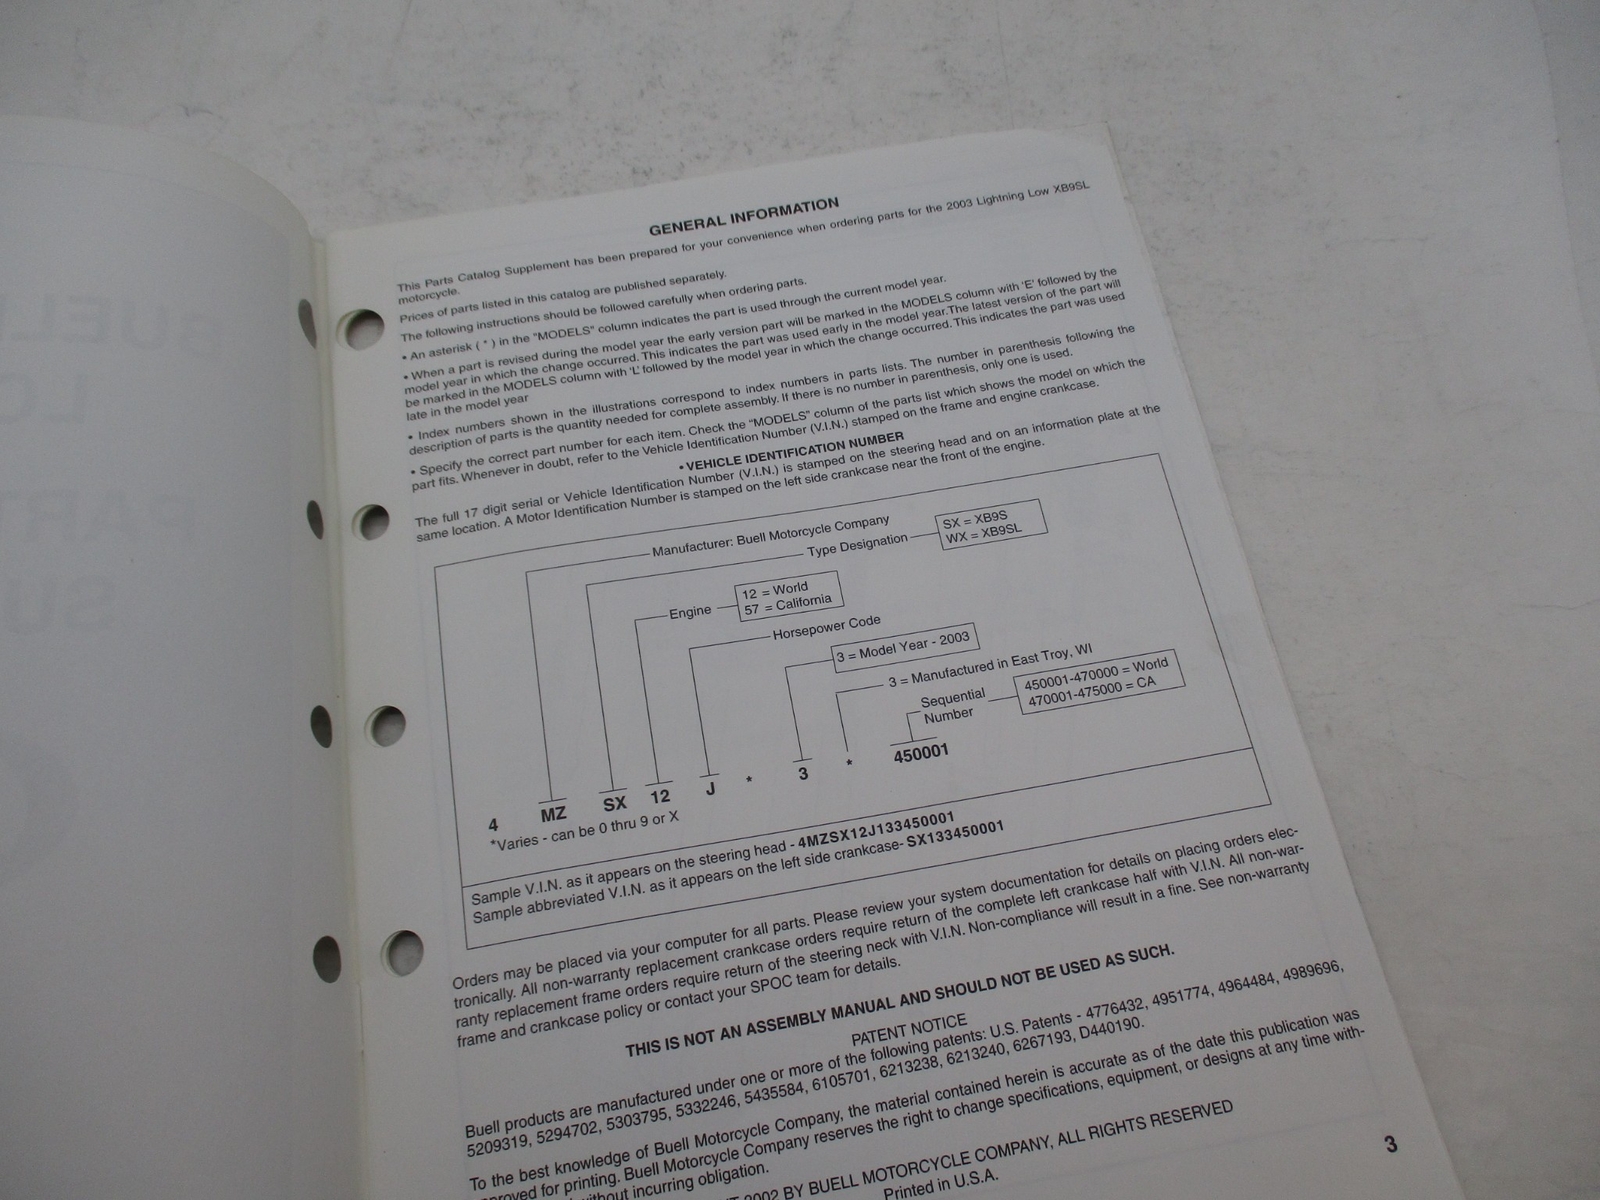 GENERAL INFORMATION
This Parts Catalog Supplement has been prepared for your convenience when ordering parts for the 2003 Lightning Low XB9SL
motorcycle.
Prices of parts listed in this catalog are published separately.
The following instructions should be followed carefully when ordering parts.
• An asterisk ( * ) in the "MODELS" column indicates the part is used through the current model year.
• When a part is revised during the model year the early version part will be marked in the MODELS column with 'E' followed by the
model year in which the change occurred. This indicates the part was used early in the model year.The latest version of the part will
be marked in the MODELS column with 'L' followed by the model year in which the change occurred. This indicates the part was used
late in the model year
• Index numbers shown in the illustrations correspond to index numbers in parts lists. The number in parenthesis following the
description of parts is the quantity needed for complete assembly. If there is no number in parenthesis, only one is used.
• Specify the correct part number for each item. Check the "MODELS" column of the parts list which shows the model on which the
part fits. Whenever in doubt, refer to the Vehicle Identification Number (V.I.N.) stamped on the frame and engine crankcase.
• VEHICLE IDENTIFICATION NUMBER
The full 17 digit serial or Vehicle Identification Number (V.I.N.) is stamped on the steering head and on an information plate at the
same location. A Motor Identification Number is stamped on the left side crankcase near the front of the engine.
Manufacturer: Buell Motorcycle Company
Type Designation
SX = XB9S
WX = XB9SL
Engine
12 = World
57 = California
Horsepower Code
3 = Model Year - 2003
3 = Manufactured in East Troy, WI
Sequential
Number
450001-470000 = World
470001-475000 = CA
4 MZ SX 12 J * 3 * 450001
*Varies - can be 0 thru 9 or X
Sample V.I.N. as it appears on the steering head - 4MZSX12J133450001
Sample abbreviated V.I.N. as it appears on the left side crankcase- SX133450001
Orders may be placed via your computer for all parts. Please review your system documentation for details on placing orders elec-
tronically. All non-warranty replacement crankcase orders require return of the complete left crankcase half with V.I.N. All non-war-
ranty replacement frame orders require return of the steering neck with V.I.N. Non-compliance will result in a fine. See non-warranty
frame and crankcase policy or contact your SPOC team for details.
THIS IS NOT AN ASSEMBLY MANUAL AND SHOULD NOT BE USED AS SUCH.
PATENT NOTICE
Buell products are manufactured under one or more of the following patents: U.S. Patents - 4776432, 4951774, 4964484, 4989696,
5209319, 5294702, 5303795, 5332246, 5435584, 6105701, 6213238, 6213240, 6267193, D440190.
To the best knowledge of Buell Motorcycle Company, the material contained herein is accurate as of the date this publication was
approved for printing. Buell Motorcycle Company reserves the right to change specifications, equipment, or designs at any time with-
without incurring obligation.
2002 BY BUELL MOTORCYCLE COMPANY, ALL RIGHTS RESERVED
Printed in U.S.A.
3